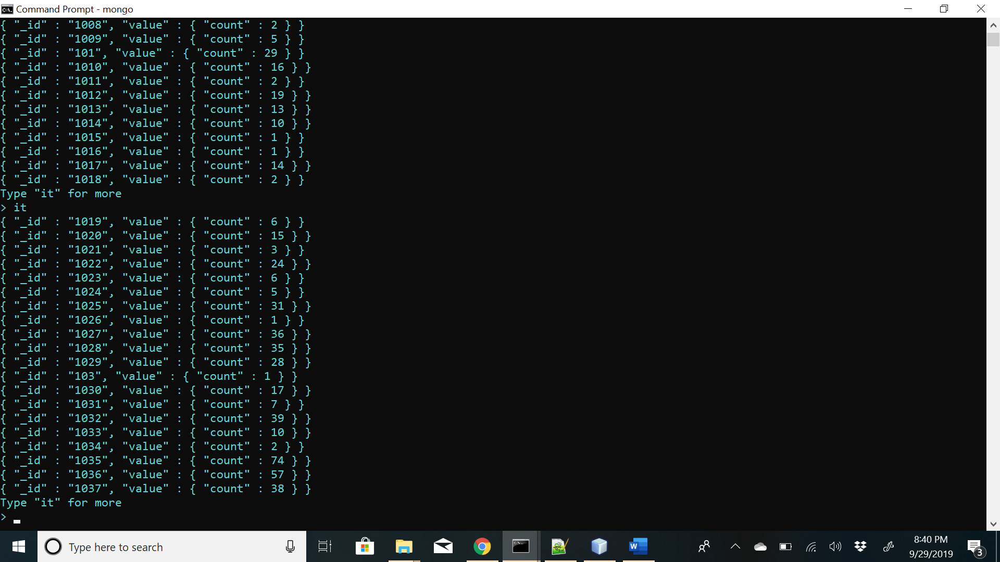 Command Prompt - mongo
{ "_id" : "1008", "value" : { "count" : 2 } }
{ "_id" : "1009", "value" : { "count" : 5 } }
{ "_id" : "101", "value" : { "count" : 29 } }
{ "_id" : "1010", "value" : { "count" : 16 } }
{ "_id" : "1011", "value" : { "count" : 2 } }
{ "_id" : "1012", "value" : { "count" : 19 } }
{ "_id" : "1013", "value" : { "count" : 13 } }
{ "_id" : "1014", "value" : { "count" : 10 } }
{ "_id" : "1015", "value" : { "count" : 1 } }
{ "_id" : "1016", "value" : { "count" : 1 } }
{ "_id" : "1017", "value" : { "count" : 14 } }
{ "_id" : "1018", "value" : { "count" : 2 } }
Type "it" for more
> it
{ "_id" : "1019", "value" : { "count" : 6 } }
{ "_id" : "1020", "value" : { "count" : 15 } }
{ "_id" : "1021", "value" : { "count" : 3 } }
{ "_id" : "1022", "value" : { "count" : 24 } }
{ "_id" : "1023", "value" : { "count" : 6 } }
{ "_id" : "1024", "value" : { "count" : 5 } }
{ "_id" : "1025", "value" : { "count" : 31 } }
{ "_id" : "1026", "value" : { "count" : 1 } }
{ "_id" : "1027", "value" : { "count" : 36 } }
{ "_id" : "1028", "value" : { "count" : 35 } }
{ "_id" : "1029", "value" : { "count" : 28 } }
{ "_id" : "103", "value" : { "count" : 1 } }
{ "_id" : "1030", "value" : { "count" : 17 } }
{ "_id" : "1031", "value" : { "count" : 7 } }
{ "_id" : "1032", "value" : { "count" : 39 } }
{ "_id" : "1033", "value" : { "count" : 10 } }
{ "_id" : "1034", "value" : { "count" : 2 } }
{ "_id" : "1035", "value" : { "count" : 74 } }
{ "_id" : "1036", "value" : { "count" : 57 } }
{ "_id" : "1037", "value" : { "count" : 38 } }
Type "it" for more
>
Type here to search
8:40 PM
9/29/2019
3